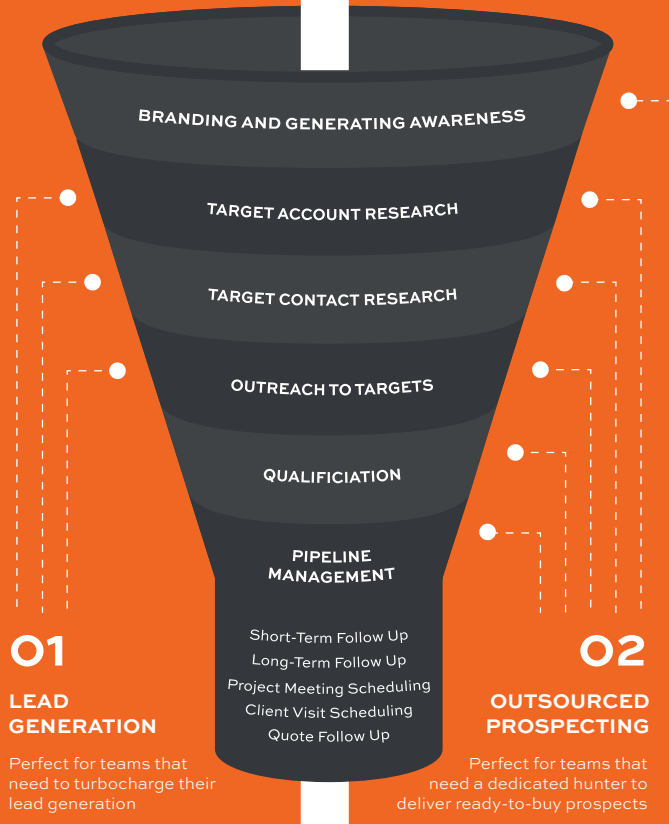 BRANDING AND GENERATING AWARENESS
TARGET ACCOUNT RESEARCH
TARGET CONTACT RESEARCH
OUTREACH TO TARGETS
QUALIFICIATION
PIPELINE
MANAGEMENT
Short-Term Follow Up
Long-Term Follow Up
Project Meeting Scheduling
Client Visit Scheduling
Quote Follow Up
01
LEAD
GENERATION
Perfect for teams that
need to turbocharge their
lead generation
02
OUTSOURCED
PROSPECTING
Perfect for teams that
need a dedicated hunter to
deliver ready-to-buy prospects